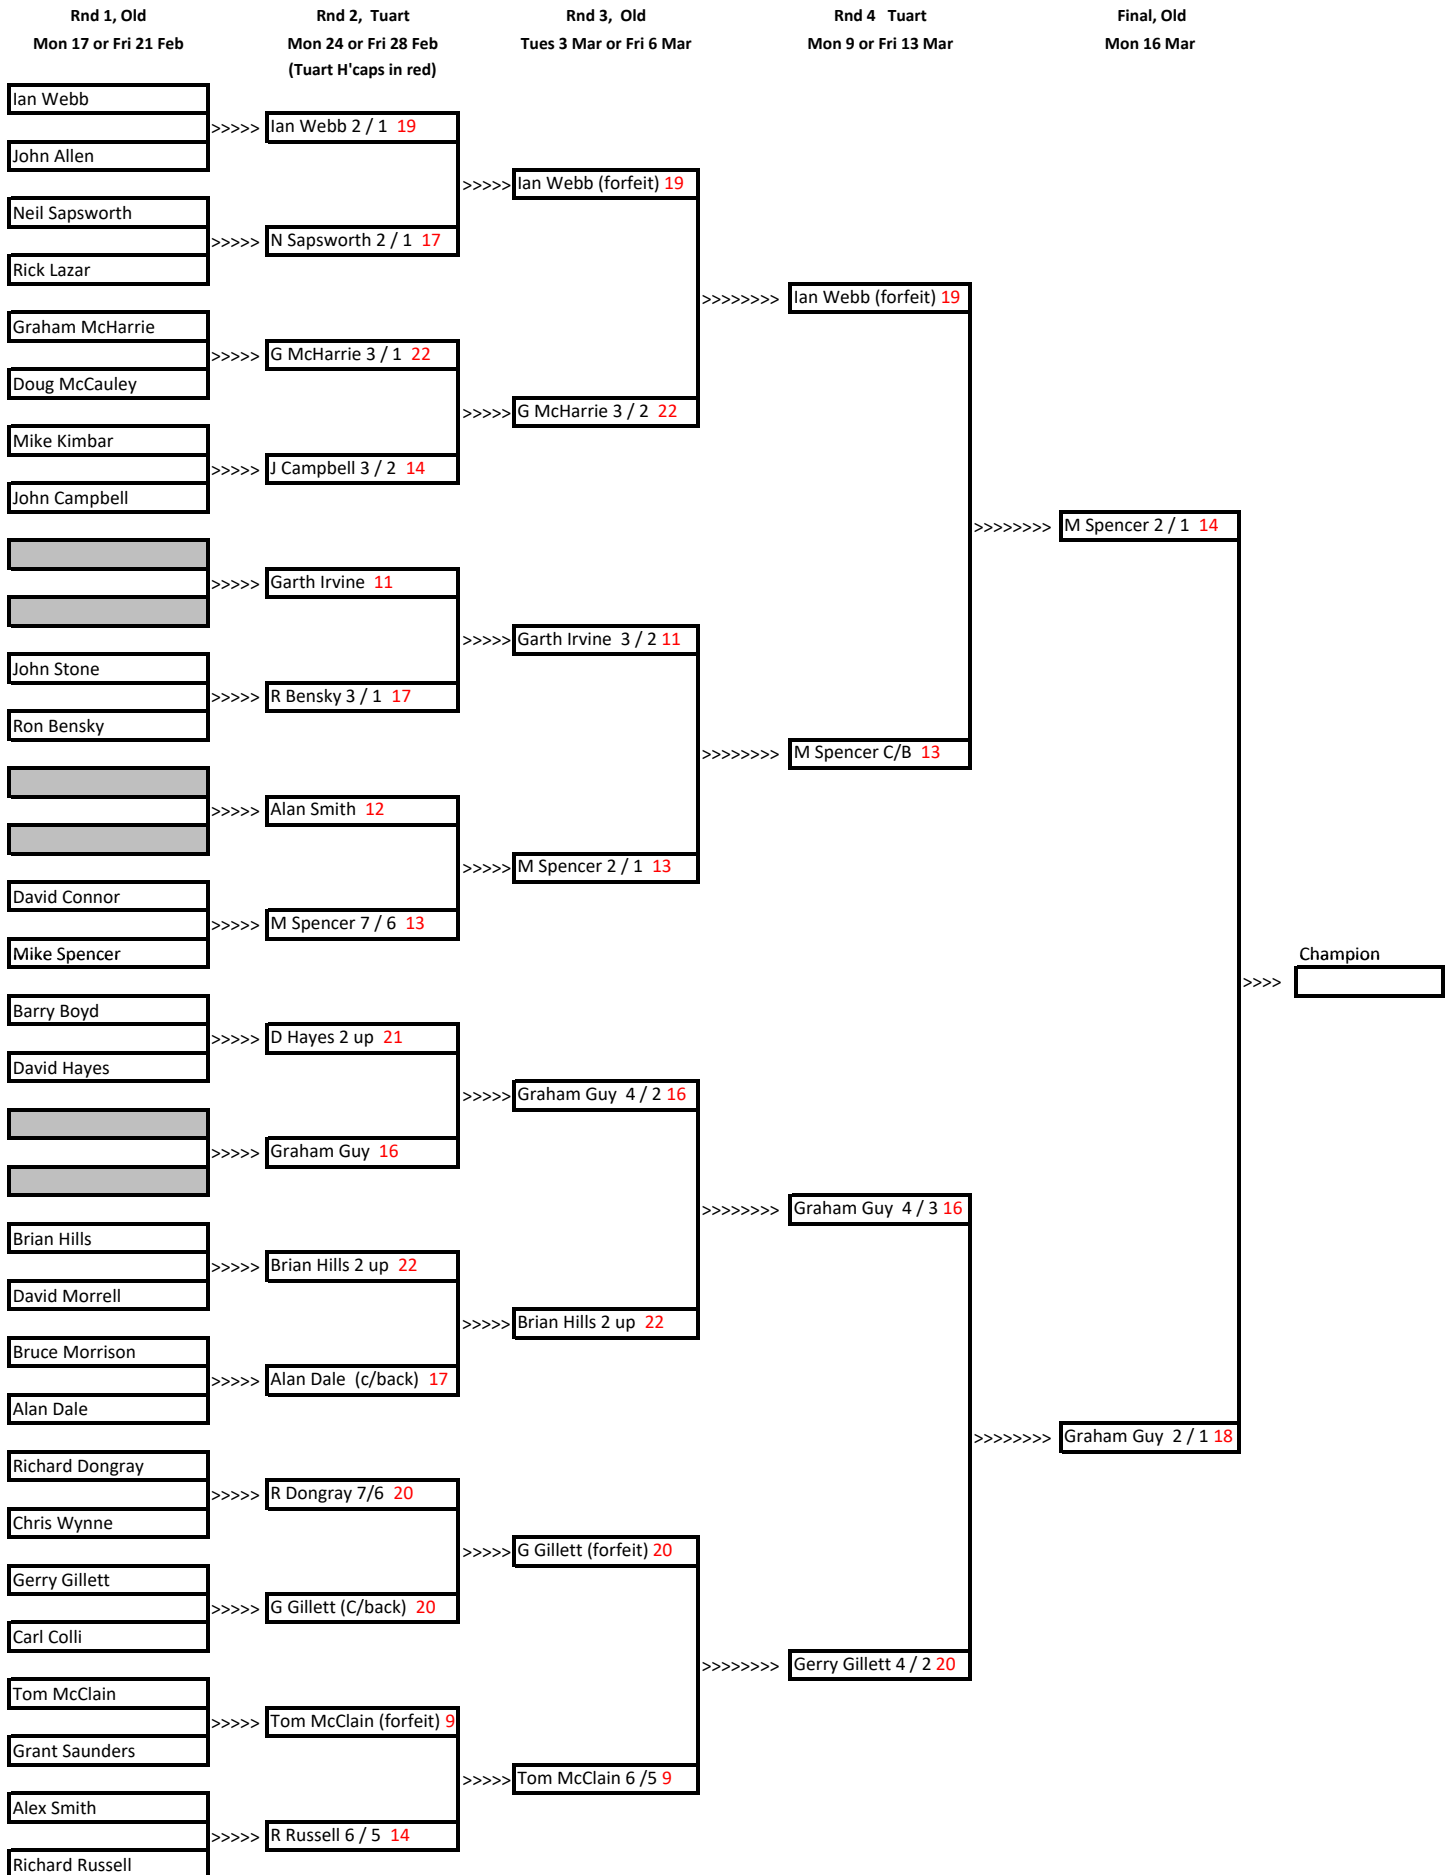 Rnd 1, Old    Rnd 2,  Tuart    Rnd 3,  Old    Rnd 4   Tuart    Final, Old
Mon 17 or Fri 21 Feb    Mon 24 or Fri 28 Feb    Tues 3 Mar or Fri 6 Mar    Mon 9 or Fri 13 Mar    Mon 16 Mar
(Tuart H'caps in red)
Ian Webb
>>>>> Ian Webb 2 / 1  19
John Allen
>>>>> Ian Webb (forfeit) 19
Neil Sapsworth
>>>>> N Sapsworth 2 / 1  17
Rick Lazar
>>>>>>>> Ian Webb (forfeit) 19
Graham McHarrie
>>>>> G McHarrie 3 / 1  22
Doug McCauley
>>>>> G McHarrie 3 / 2  22
Mike Kimbar
>>>>> J Campbell 3 / 2  14
John Campbell
>>>>>>>> M Spencer 2 / 1  14
>>>>> Garth Irvine  11
>>>>> Garth Irvine  3 / 2 11
John Stone
>>>>> R Bensky 3 / 1  17
Ron Bensky
>>>>>>>> M Spencer C/B  13
>>>>> Alan Smith  12
>>>>> M Spencer 2 / 1  13
David Connor
>>>>> M Spencer 7 / 6  13
Mike Spencer    Champion
>>>>
Barry Boyd
>>>>> D Hayes 2 up  21
David Hayes
>>>>> Graham Guy  4 / 2 16
>>>>> Graham Guy  16
>>>>>>>> Graham Guy  4 / 3 16
Brian Hills
>>>>> Brian Hills 2 up  22
David Morrell
>>>>> Brian Hills 2 up  22
Bruce Morrison
>>>>> Alan Dale  (c/back)  17
Alan Dale
>>>>>>>> Graham Guy  2 / 1 18
Richard Dongray
>>>>> R Dongray 7/6  20
Chris Wynne
>>>>> G Gillett (forfeit) 20
Gerry Gillett
>>>>> G Gillett (C/back)  20
Carl Colli
>>>>>>>> Gerry Gillett 4 / 2 20
Tom McClain
>>>>> Tom McClain (forfeit) 9
Grant Saunders
>>>>> Tom McClain 6 /5 9
Alex Smith
>>>>> R Russell 6 / 5  14
Richard Russell